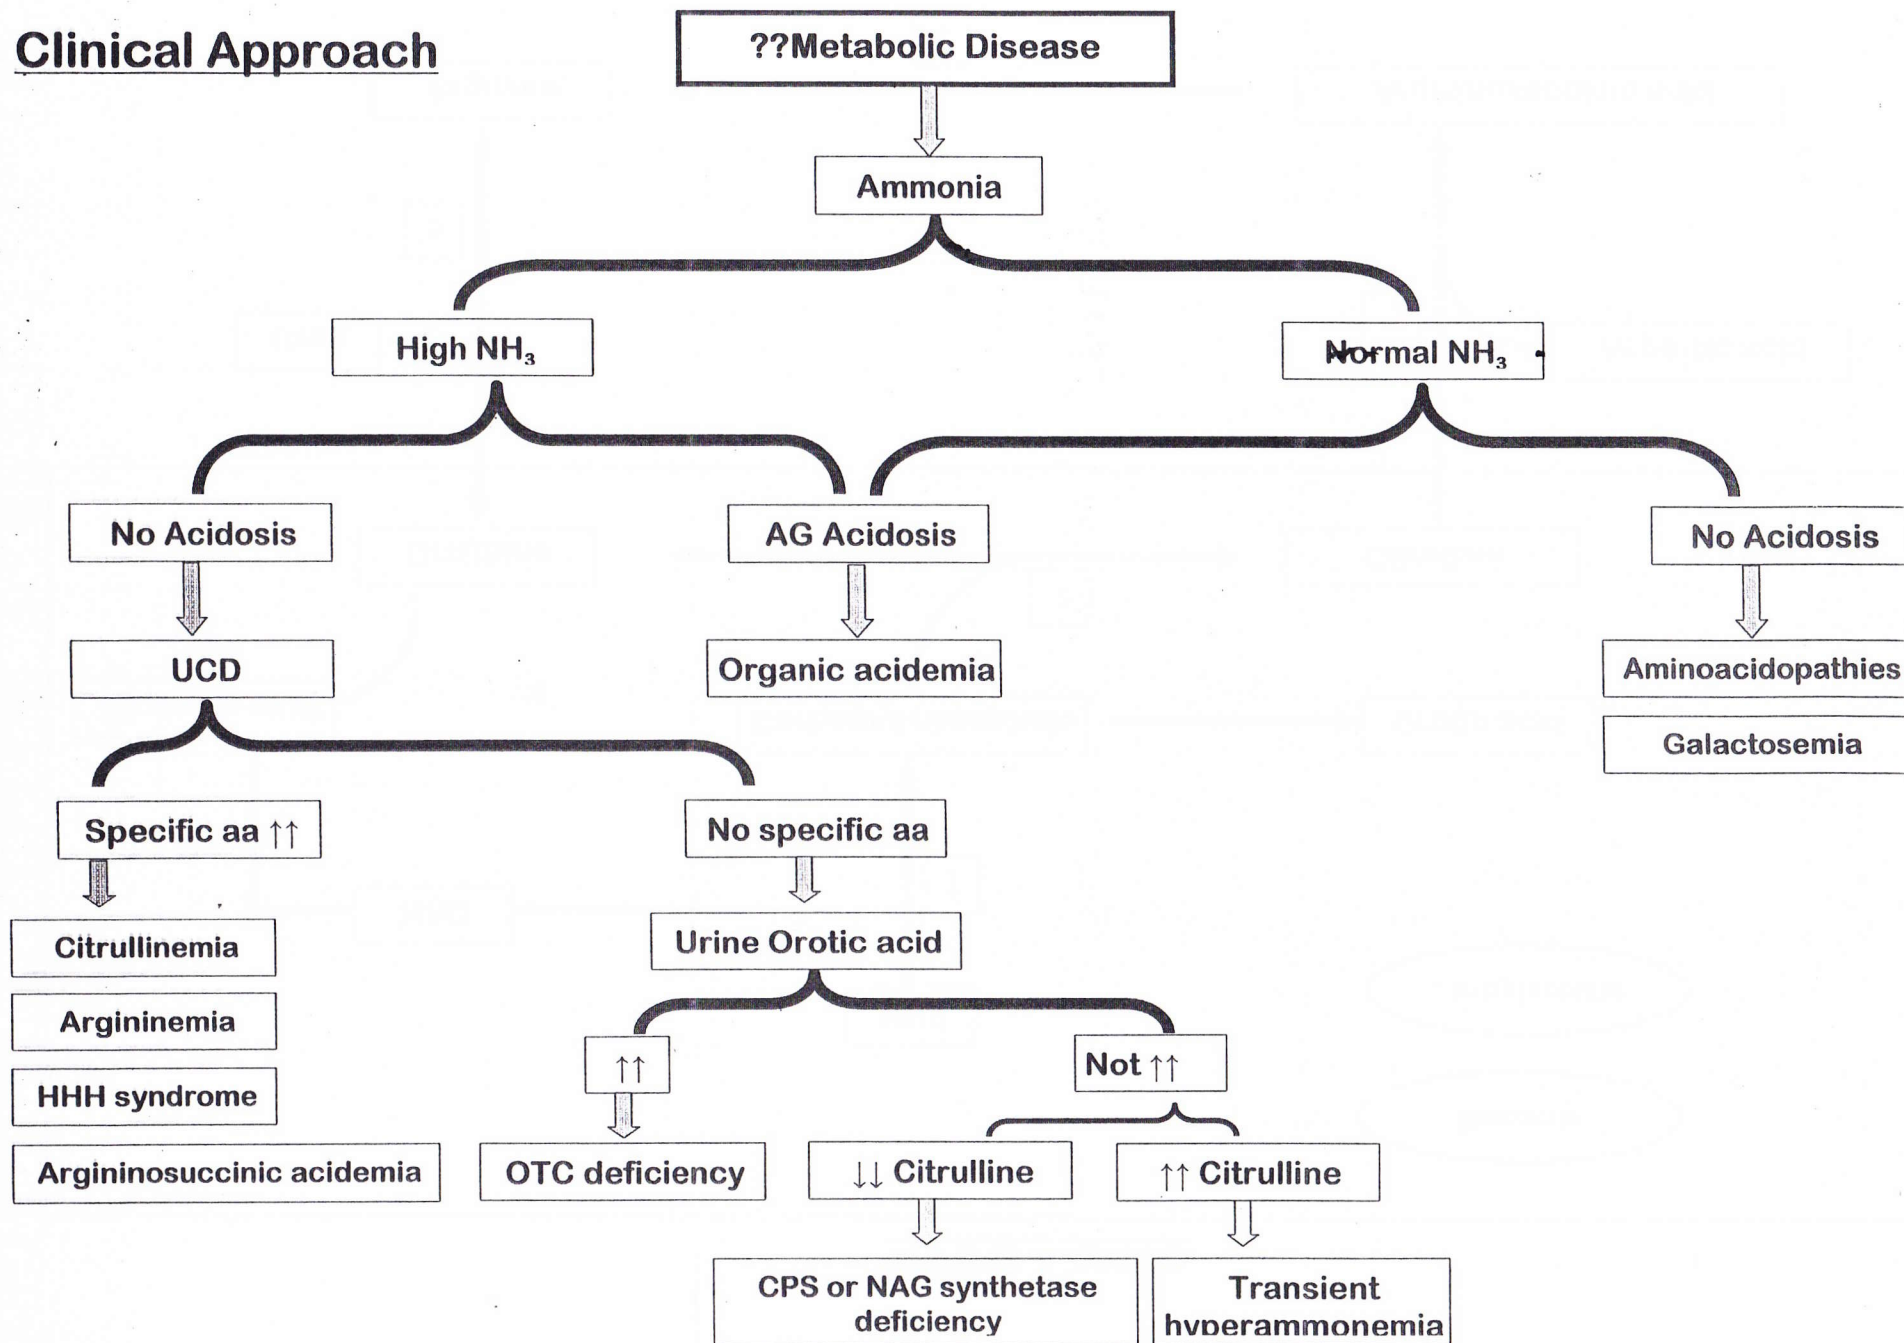 Clinical Approach
??Metabolic Disease
Ammonia
High NH₃
Normal NH₃
No Acidosis
AG Acidosis
No Acidosis
UCD
Organic acidemia
Aminoacidopathies
Galactosemia
Specific aa ↑↑
No specific aa
Citrullinemia
Urine Orotic acid
Argininemia
↑↑
Not ↑↑
HHH syndrome
Argininosuccinic acidemia
OTC deficiency
↓↓ Citrulline
↑↑ Citrulline
CPS or NAG synthetase
deficiency
Transient
hyperammonemia